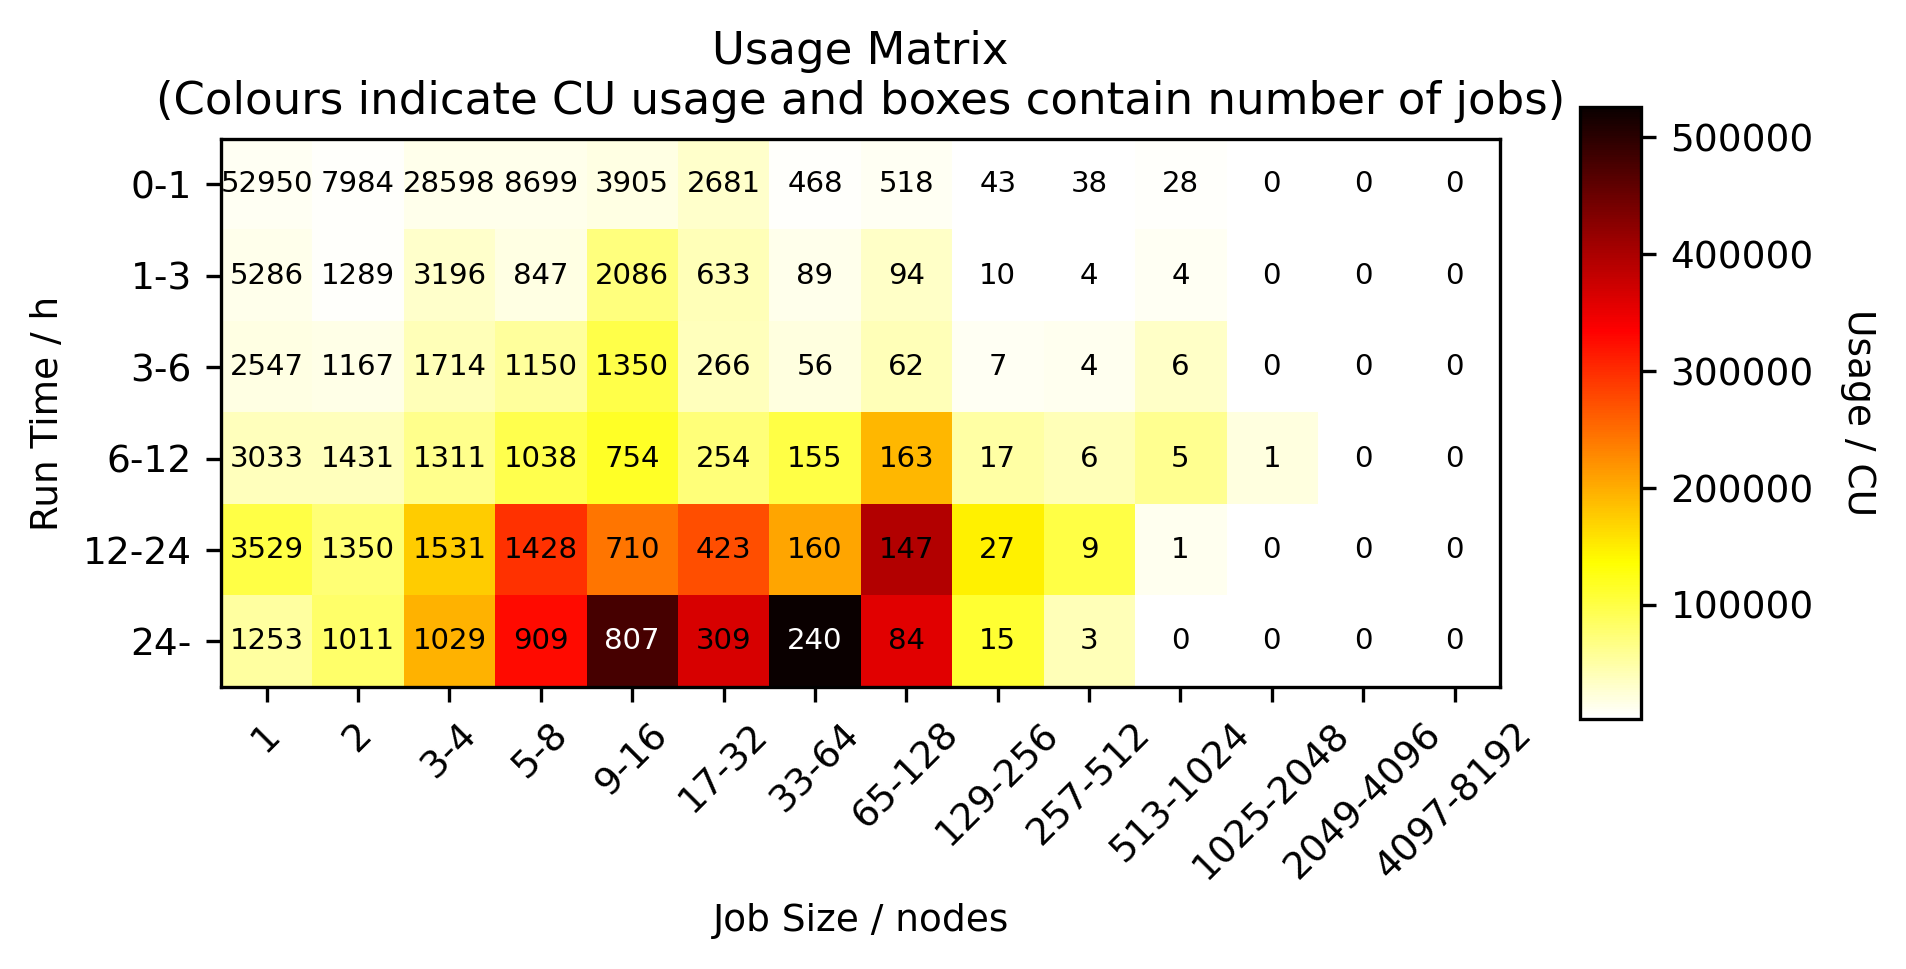 Usage Matrix
(Colours indicate CU usage and boxes contain number of jobs)
0-1 52950 7984 28598 8699 3905 2681 468 518 43 38 28 0 0 0
1-3 5286 1289 3196 847 2086 633 89 94 10 4 4 0 0 0
3-6 2547 1167 1714 1150 1350 266 56 62 7 4 6 0 0 0
6-12 3033 1431 1311 1038 754 254 155 163 17 6 5 1 0 0
12-24 3529 1350 1531 1428 710 423 160 147 27 9 1 0 0 0
24- 1253 1011 1029 909 807 309 240 84 15 3 0 0 0 0
1 2 3-4 5-8 9-16 17-32 33-64 65-128 129-256 257-512 513-1024 1025-2048 2049-4096 4097-8192
Job Size / nodes
Run Time / h
500000
400000
300000
200000
100000
Usage / CU